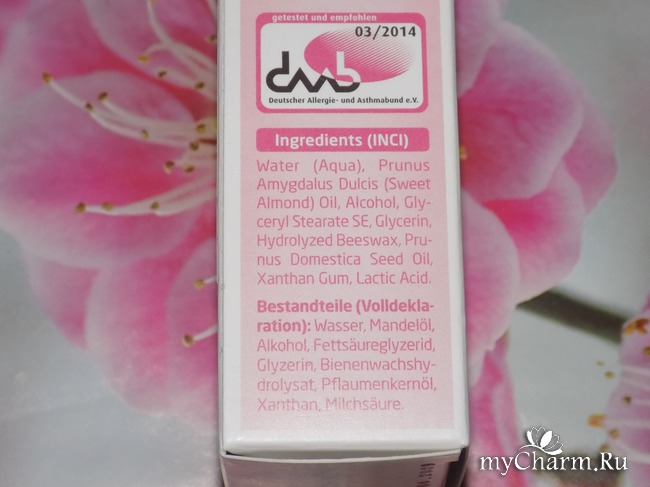 getestet und empfohlen
03/2014
daab
Deutscher Allergie- und Asthmabund e.V.
Ingredients (INCI)
Water (Aqua), Prunus
Amygdalus Dulcis (Sweet
Almond) Oil, Alcohol, Gly-
ceryl Stearate SE, Glycerin,
Hydrolyzed Beeswax, Pru-
nus Domestica Seed Oil,
Xanthan Gum, Lactic Acid.
Bestandteile (Volldekla-
ration): Wasser, Mandelöl,
Alkohol, Fettsäureglyzerid,
Glyzerin, Bienenwachshy-
drolysat, Pflaumenkernöl,
Xanthan, Milchsäure.
myCharm.Ru